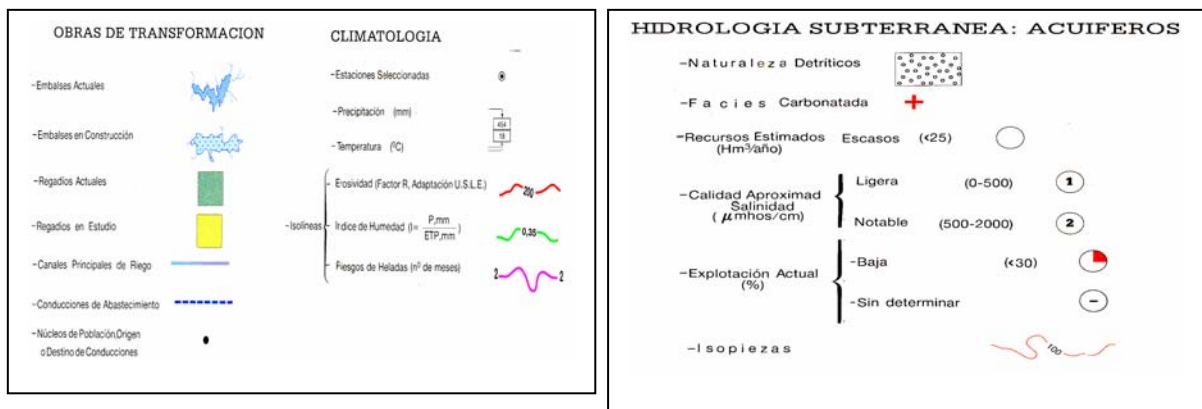 OBRAS DE TRANSFORMACION
-Embalses Actuales
-Embalses en Construcción
-Regadíos Actuales
-Regadíos en Estudio
-Canales Principales de Riego
-Conducciones de Abastecimiento
-Núcleos de Población,Origen
o Destino de Conducciones
CLIMATOLOGIA
-Estaciones Seleccionadas
-Precipitación (mm)
454
18
-Temperatura (ºC)
-Isolineas
Erosividad (Factor R, Adaptación U.S.L.E.)
200
Indice de Humedad (I= P,mm
ETP,mm )
0,35
Riesgos de Heladas (nº de meses)
2 2
HIDROLOGIA SUBTERRANEA: ACUIFEROS
-Naturaleza Detríticos
-Facies Carbonatada
-Recursos Estimados Escasos (<25)
(Hm³/año)
-Calidad Aproximad
Salinidad
(μmhos/cm)
Ligera (0-500) 1
Notable (500-2000) 2
-Explotación Actual
(%)
-Baja (<30)
-Sin determinar –
-Isopiezas
100